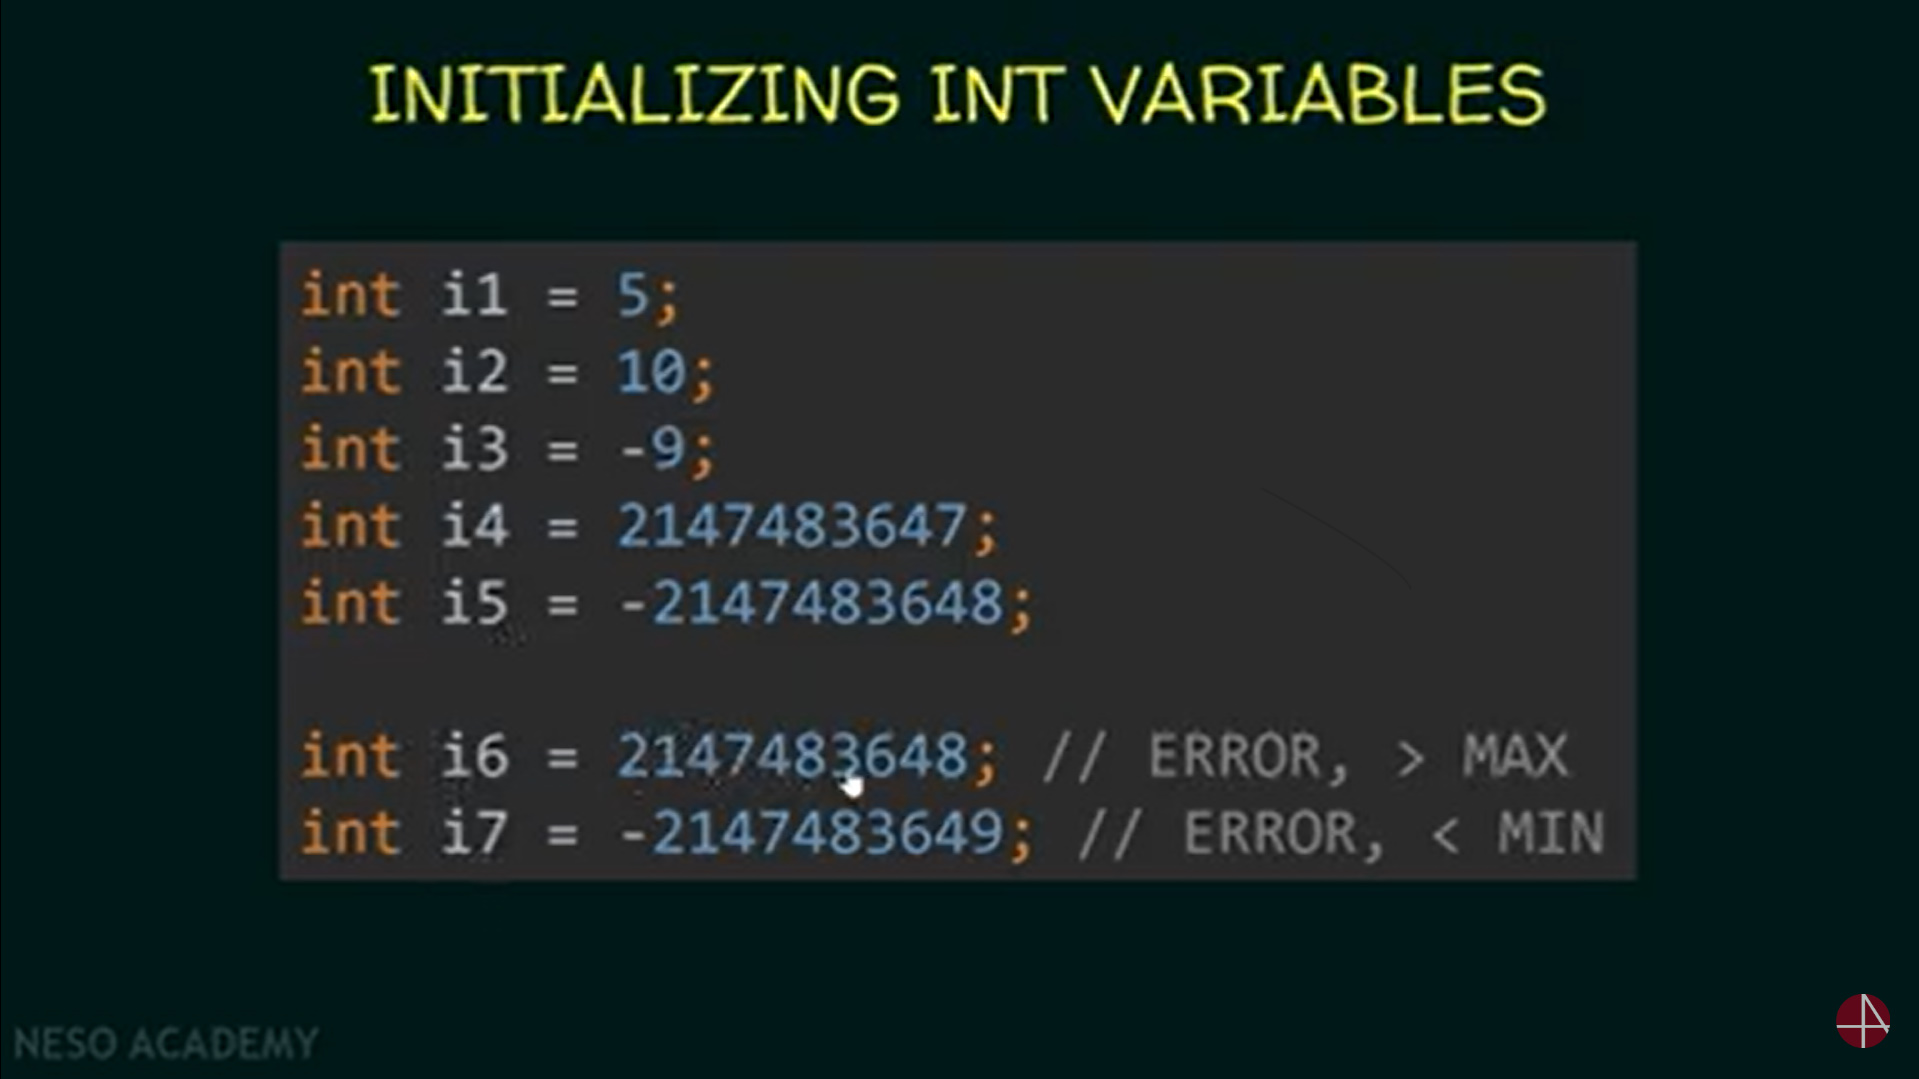 INITIALIZING INT VARIABLES
int i1 = 5;
int i2 = 10;
int i3 = -9;
int i4 = 2147483647;
int i5 = -2147483648;
int i6 = 2147483648; // ERROR, > MAX
int i7 = -2147483649; // ERROR, < MIN
NESO ACADEMY